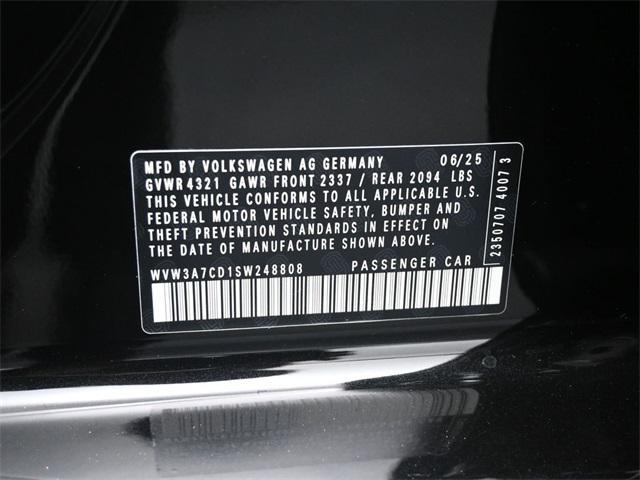 MFD BY VOLKSWAGEN AG GERMANY 06/25
GVWR 4321 GAWR FRONT 2337 / REAR 2094 LBS
THIS VEHICLE CONFORMS TO ALL APPLICABLE U.S.
FEDERAL MOTOR VEHICLE SAFETY, BUMPER AND
THEFT PREVENTION STANDARDS IN EFFECT ON
THE DATE OF MANUFACTURE SHOWN ABOVE.
WVW3A7CD1SW248808 PASSENGER CAR
2350707 4007 3